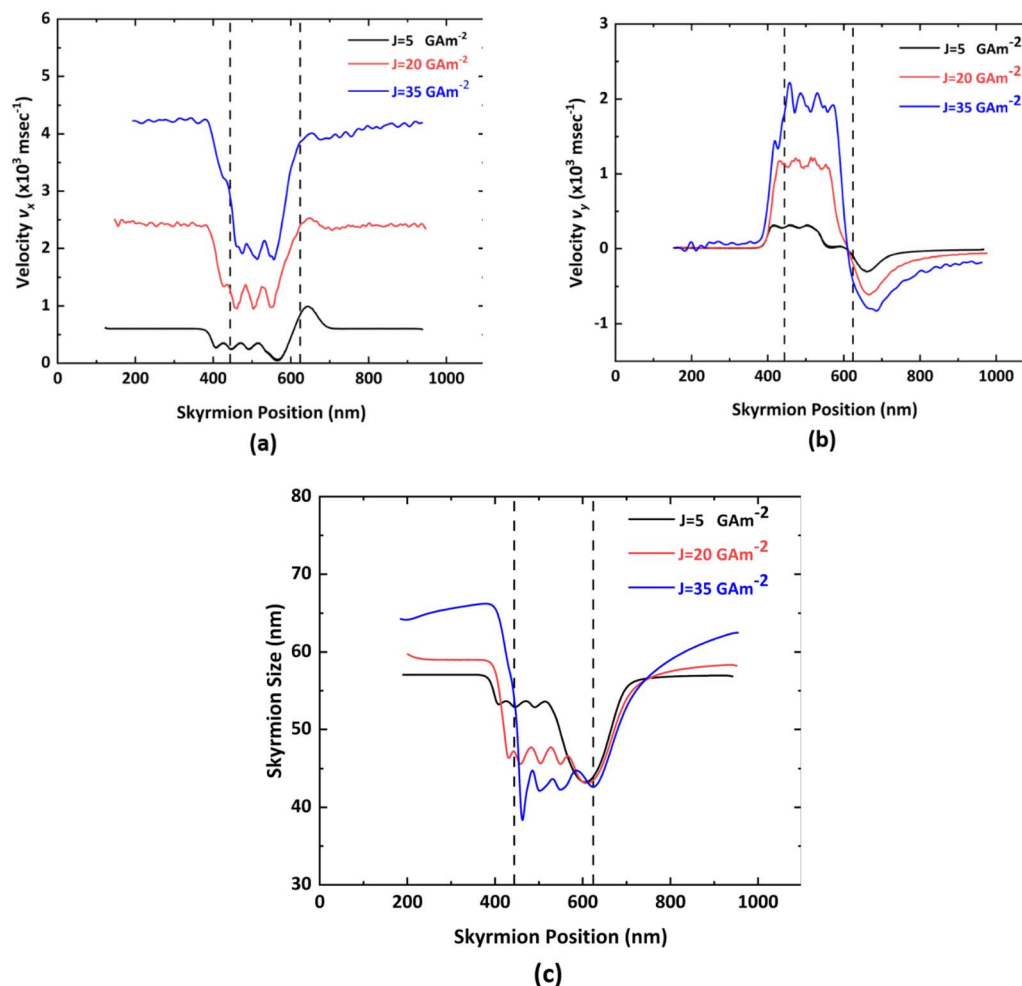 6
5
4
3
2
1
0
0 200 400 600 800 1000
Velocity vₓ (x10³ msec⁻¹)
Skyrmion Position (nm)
J=5 GAm⁻²
J=20 GAm⁻²
J=35 GAm⁻²
(a)
3
2
1
0
-1
0 200 400 600 800 1000
Velocity v_y (x10³ msec⁻¹)
Skyrmion Position (nm)
J=5 GAm⁻²
J=20 GAm⁻²
J=35 GAm⁻²
(b)
80
70
60
50
40
30
0 200 400 600 800 1000
Skyrmion Size (nm)
Skyrmion Position (nm)
J=5 GAm⁻²
J=20 GAm⁻²
J=35 GAm⁻²
(c)